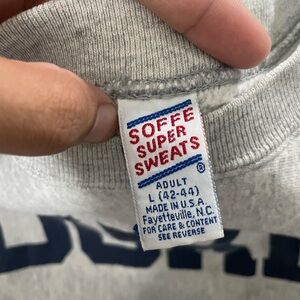 SOFFE
SUPER
SWEATS®
ADULT
L (42-44)
MADE IN U.S.A.
Fayetteville, N.C.
FOR CARE & CONTENT
SEE REVERSE